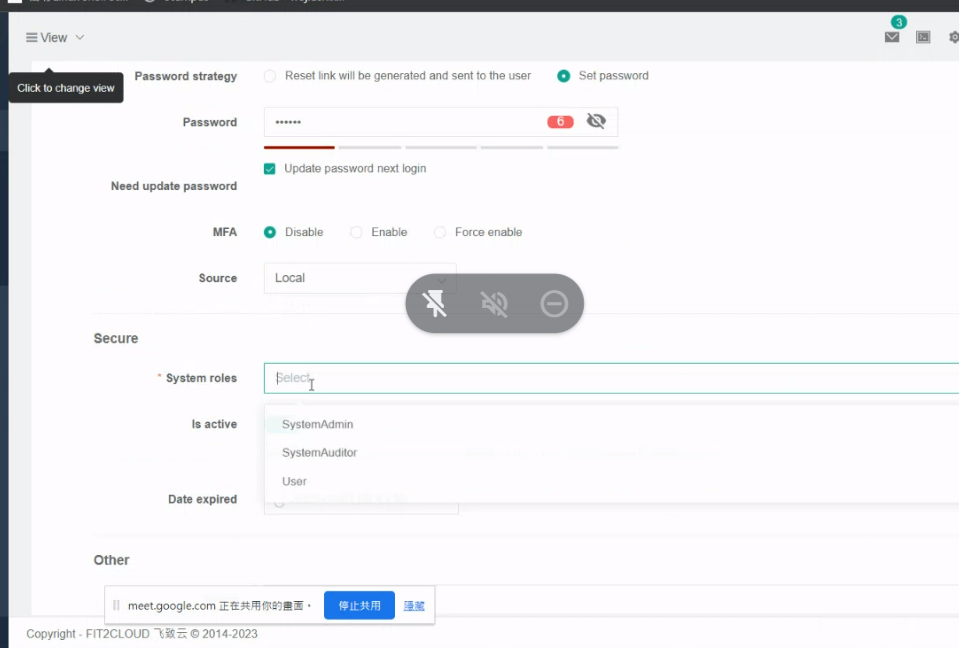 View
3
Click to change view
Password strategy
Reset link will be generated and sent to the user
Set password
Password
••••••
6
Update password next login
Need update password
MFA
Disable
Enable
Force enable
Source
Local
Secure
* System roles
Select
Is active
SystemAdmin
SystemAuditor
User
Date expired
Other
meet.google.com 正在共用你的畫面。
停止共用
隱藏
Copyright - FIT2CLOUD 飞致云 © 2014-2023